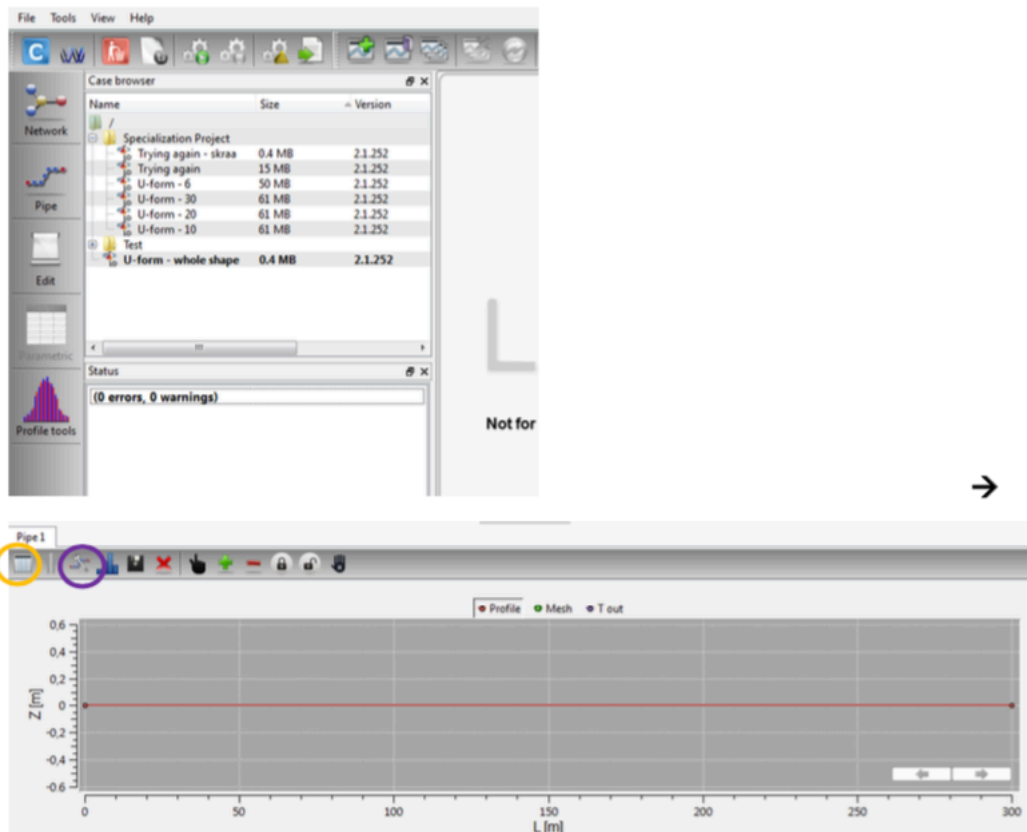 File Tools View Help
Case browser
Name Size Version
/
Specialization Project
Trying again - skraa 0.4 MB 2.1.252
Trying again 15 MB 2.1.252
U-form - 6 50 MB 2.1.252
U-form - 30 61 MB 2.1.252
U-form - 20 61 MB 2.1.252
U-form - 10 61 MB 2.1.252
Test
U-form - whole shape 0.4 MB 2.1.252
Network
Pipe
Edit
Parametric
Profile tools
Status
(0 errors, 0 warnings)
Not for
→
Pipe 1
Profile Mesh T out
Z [m]
0,6
0,4
0,2
0
-0,2
-0,4
-0.6
0 50 100 150 200 250 300
L [m]